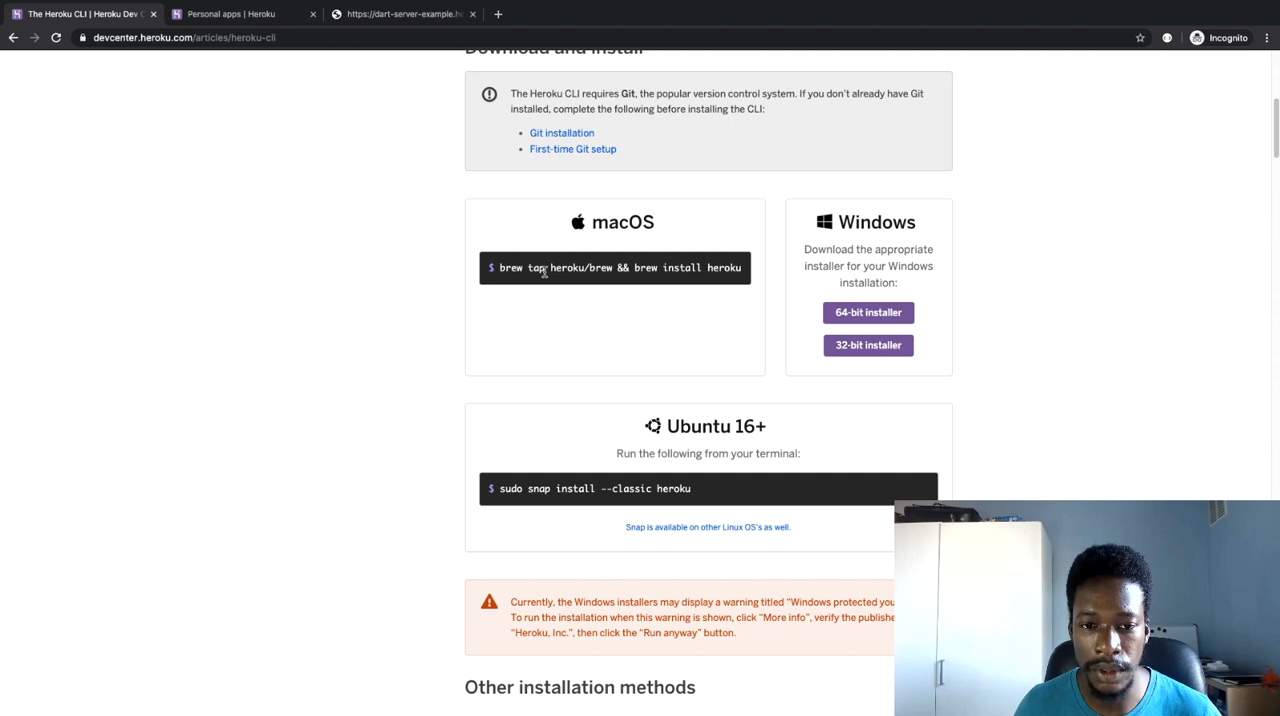 The Heroku CLI | Heroku Dev C
Personal apps | Heroku
https://dart-server-example.he
devcenter.heroku.com/articles/heroku-cli
Incognito
Download and install
The Heroku CLI requires Git, the popular version control system. If you don't already have Git
installed, complete the following before installing the CLI:
Git installation
First-time Git setup
macOS
$ brew tap heroku/brew && brew install heroku
Windows
Download the appropriate
installer for your Windows
installation:
64-bit installer
32-bit installer
Ubuntu 16+
Run the following from your terminal:
$ sudo snap install --classic heroku
Snap is available on other Linux OS's as well.
Currently, the Windows installers may display a warning titled "Windows protected you
To run the installation when this warning is shown, click "More info", verify the publishe
"Heroku, Inc.", then click the "Run anyway" button.
Other installation methods